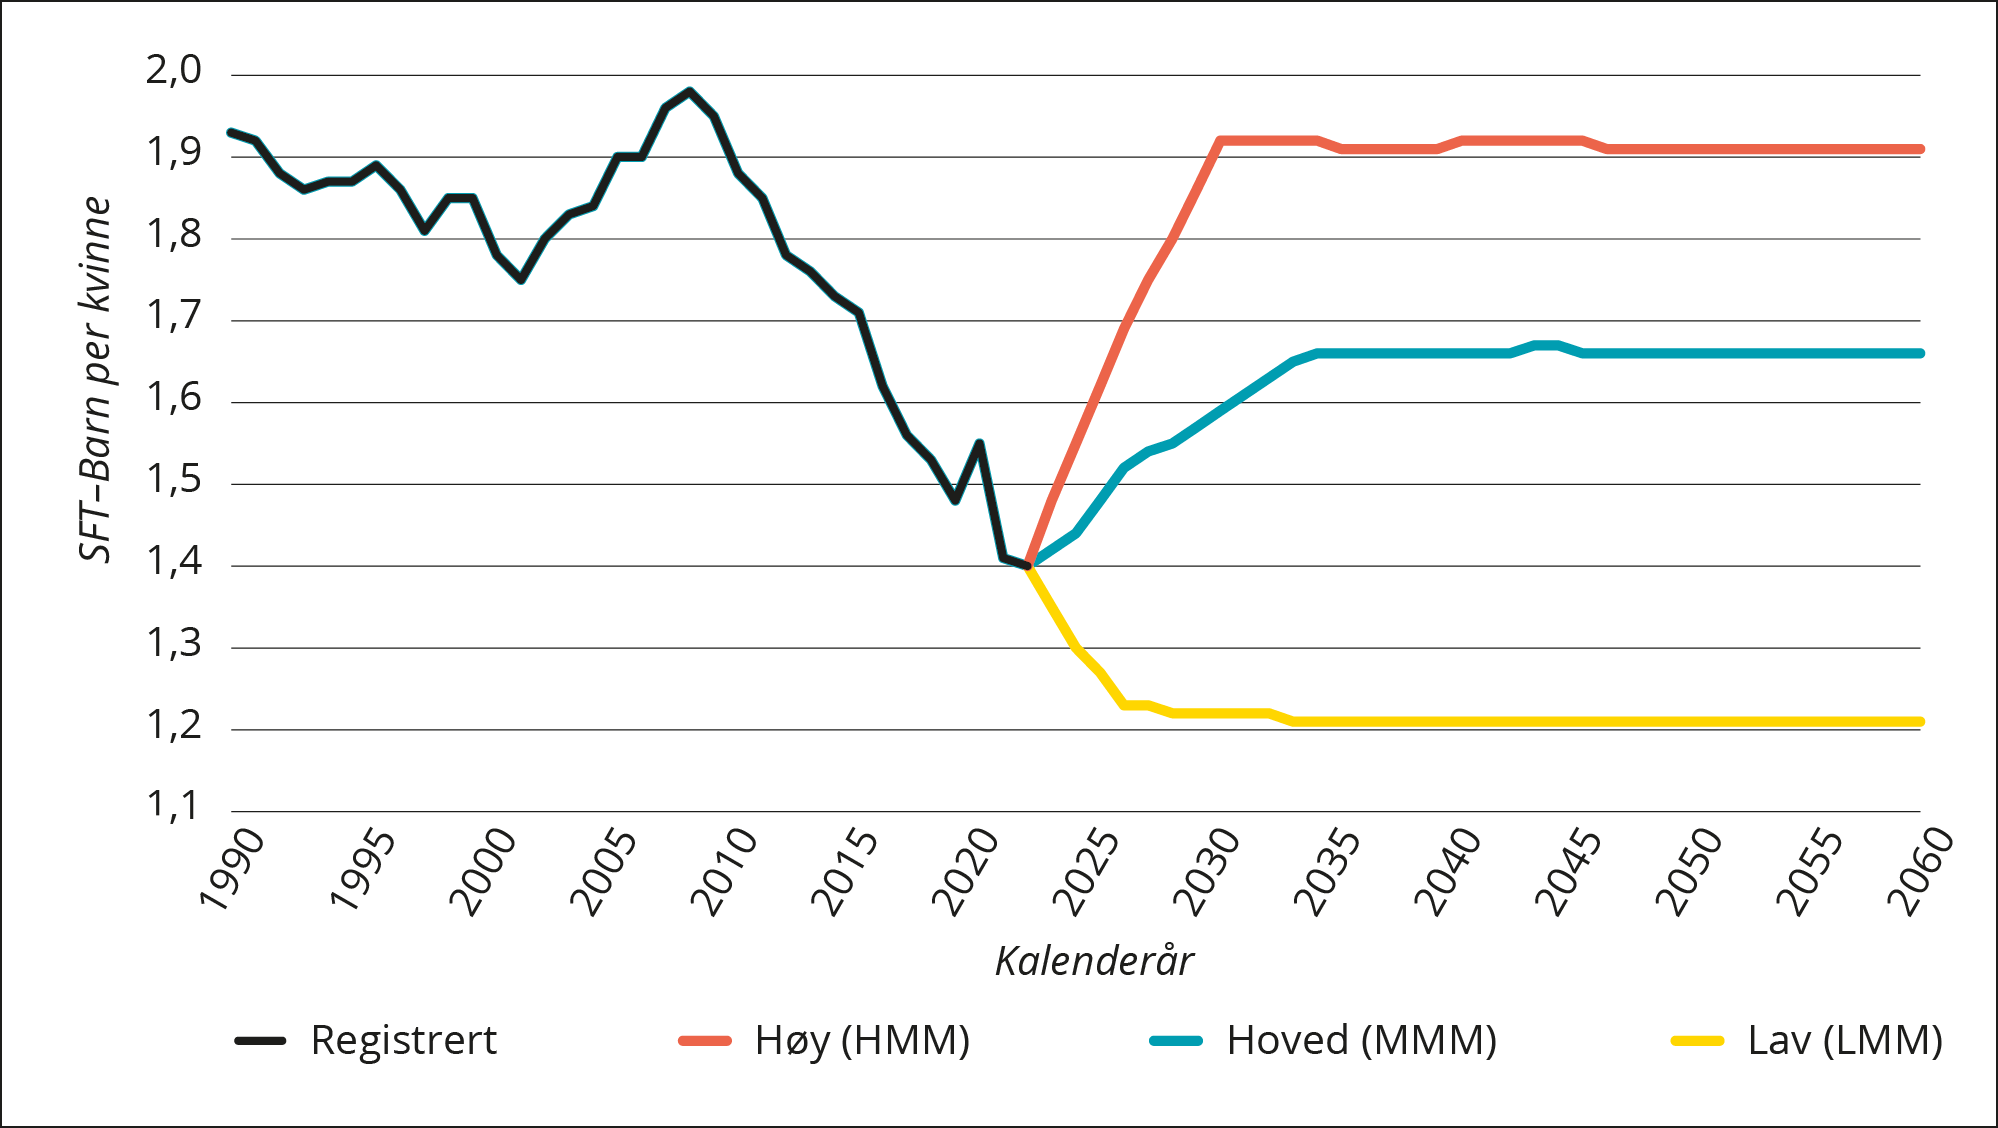 2,0
1,9
1,8
1,7
1,6
1,5
1,4
1,3
1,2
1,1
SFT–Barn per kvinne
1990 1995 2000 2005 2010 2015 2020 2025 2030 2035 2040 2045 2050 2055 2060
Kalenderår
Registrert Høy (HMM) Hoved (MMM) Lav (LMM)